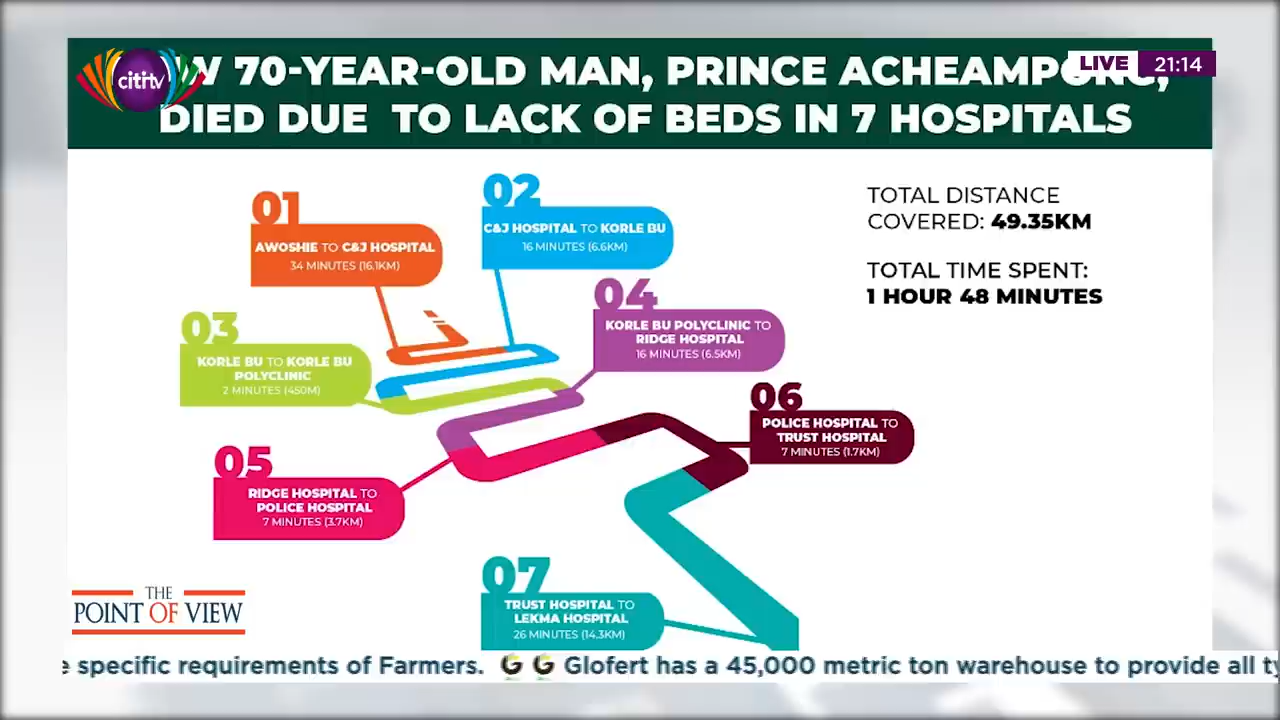 cititv
LIVE 21:14
70-YEAR-OLD MAN, PRINCE ACHEAMPONG,
DIED DUE TO LACK OF BEDS IN 7 HOSPITALS
01
AWOSHIE TO C&J HOSPITAL
34 MINUTES (16.1KM)
02
C&J HOSPITAL TO KORLE BU
16 MINUTES (6.6KM)
TOTAL DISTANCE
COVERED: 49.35KM
TOTAL TIME SPENT:
1 HOUR 48 MINUTES
03
KORLE BU TO KORLE BU
POLYCLINIC
2 MINUTES (450M)
04
KORLE BU POLYCLINIC TO
RIDGE HOSPITAL
16 MINUTES (6.5KM)
05
RIDGE HOSPITAL TO
POLICE HOSPITAL
7 MINUTES (3.7KM)
06
POLICE HOSPITAL TO
TRUST HOSPITAL
7 MINUTES (1.7KM)
07
TRUST HOSPITAL TO
LEKMA HOSPITAL
26 MINUTES (14.3KM)
THE
POINT OF VIEW
specific requirements of Farmers. Glofert has a 45,000 metric ton warehouse to provide all